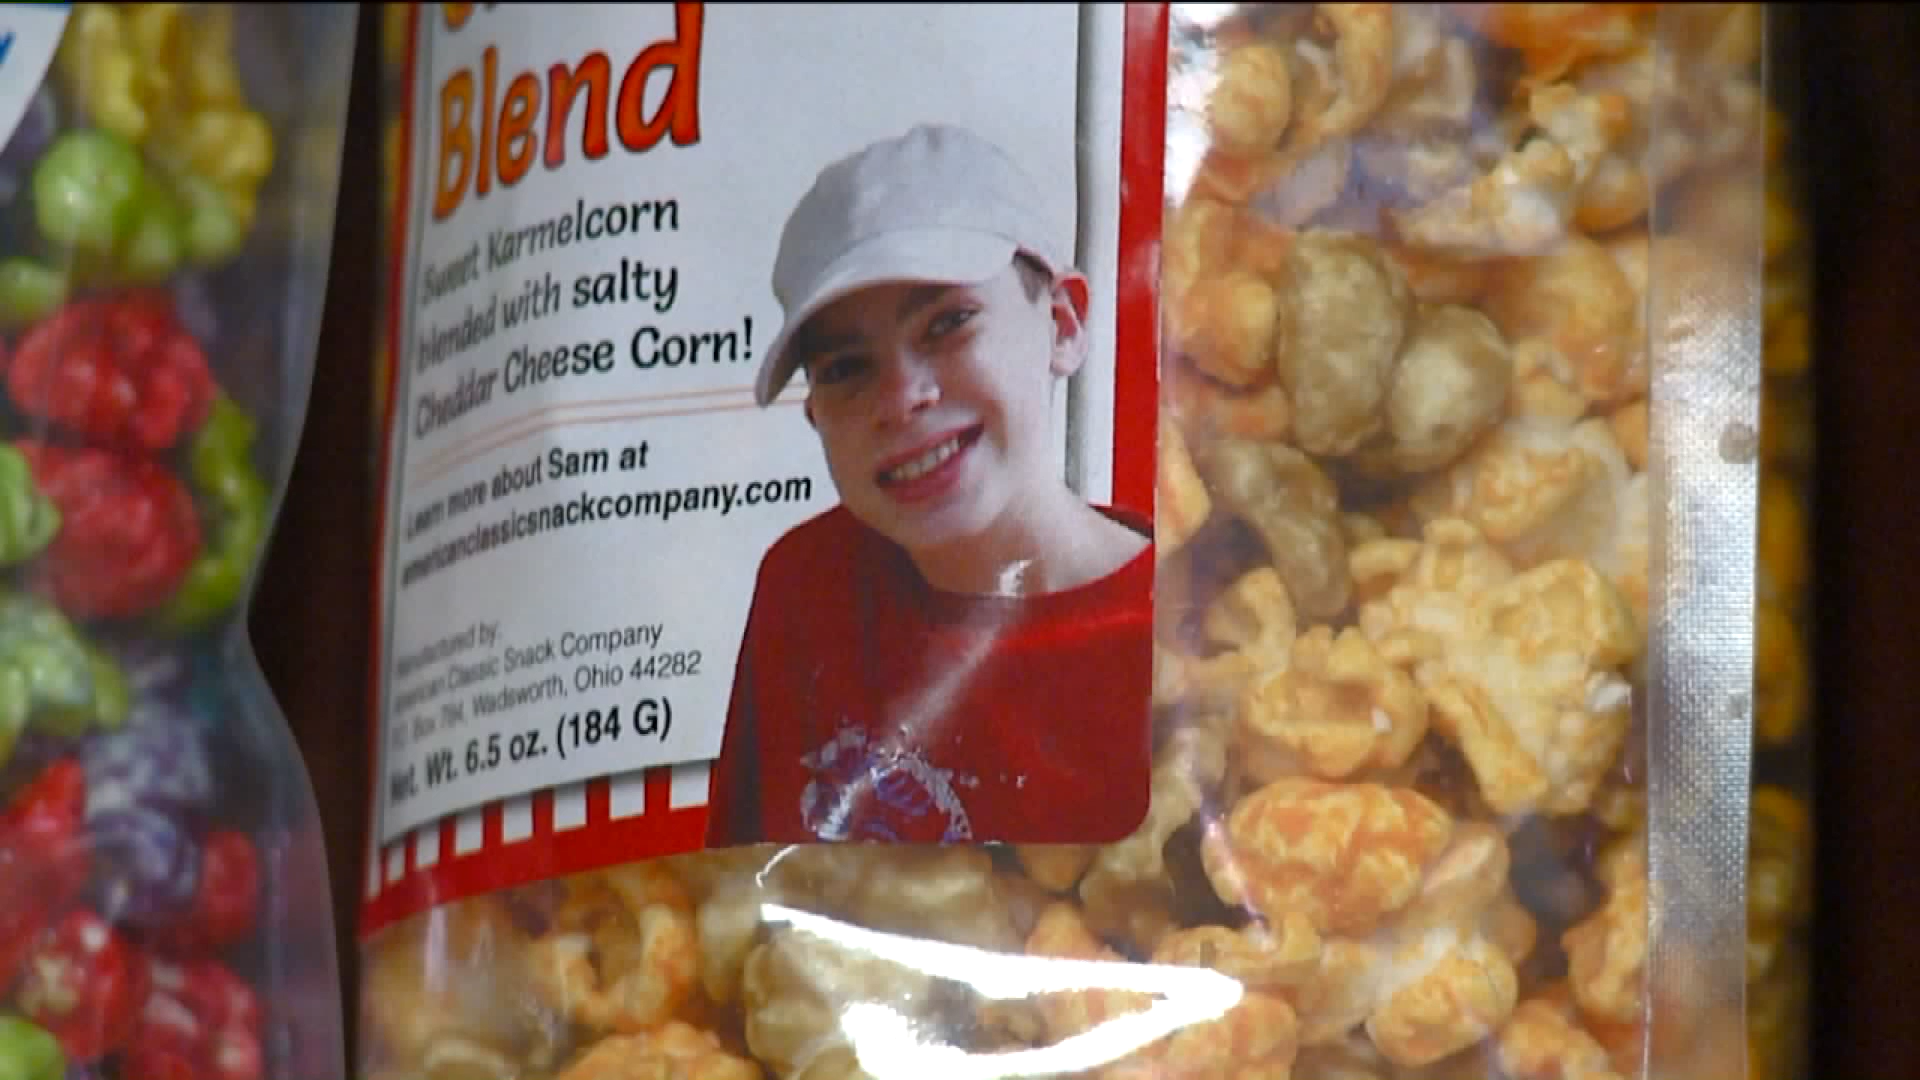 Blend
Sweet Karmelcorn
blended with salty
Cheddar Cheese Corn!
Learn more about Sam at
americanclassicsnackcompany.com
Manufactured by:
American Classic Snack Company
P.O. Box 794, Wadsworth, Ohio 44282
Net. Wt. 6.5 oz. (184 G)